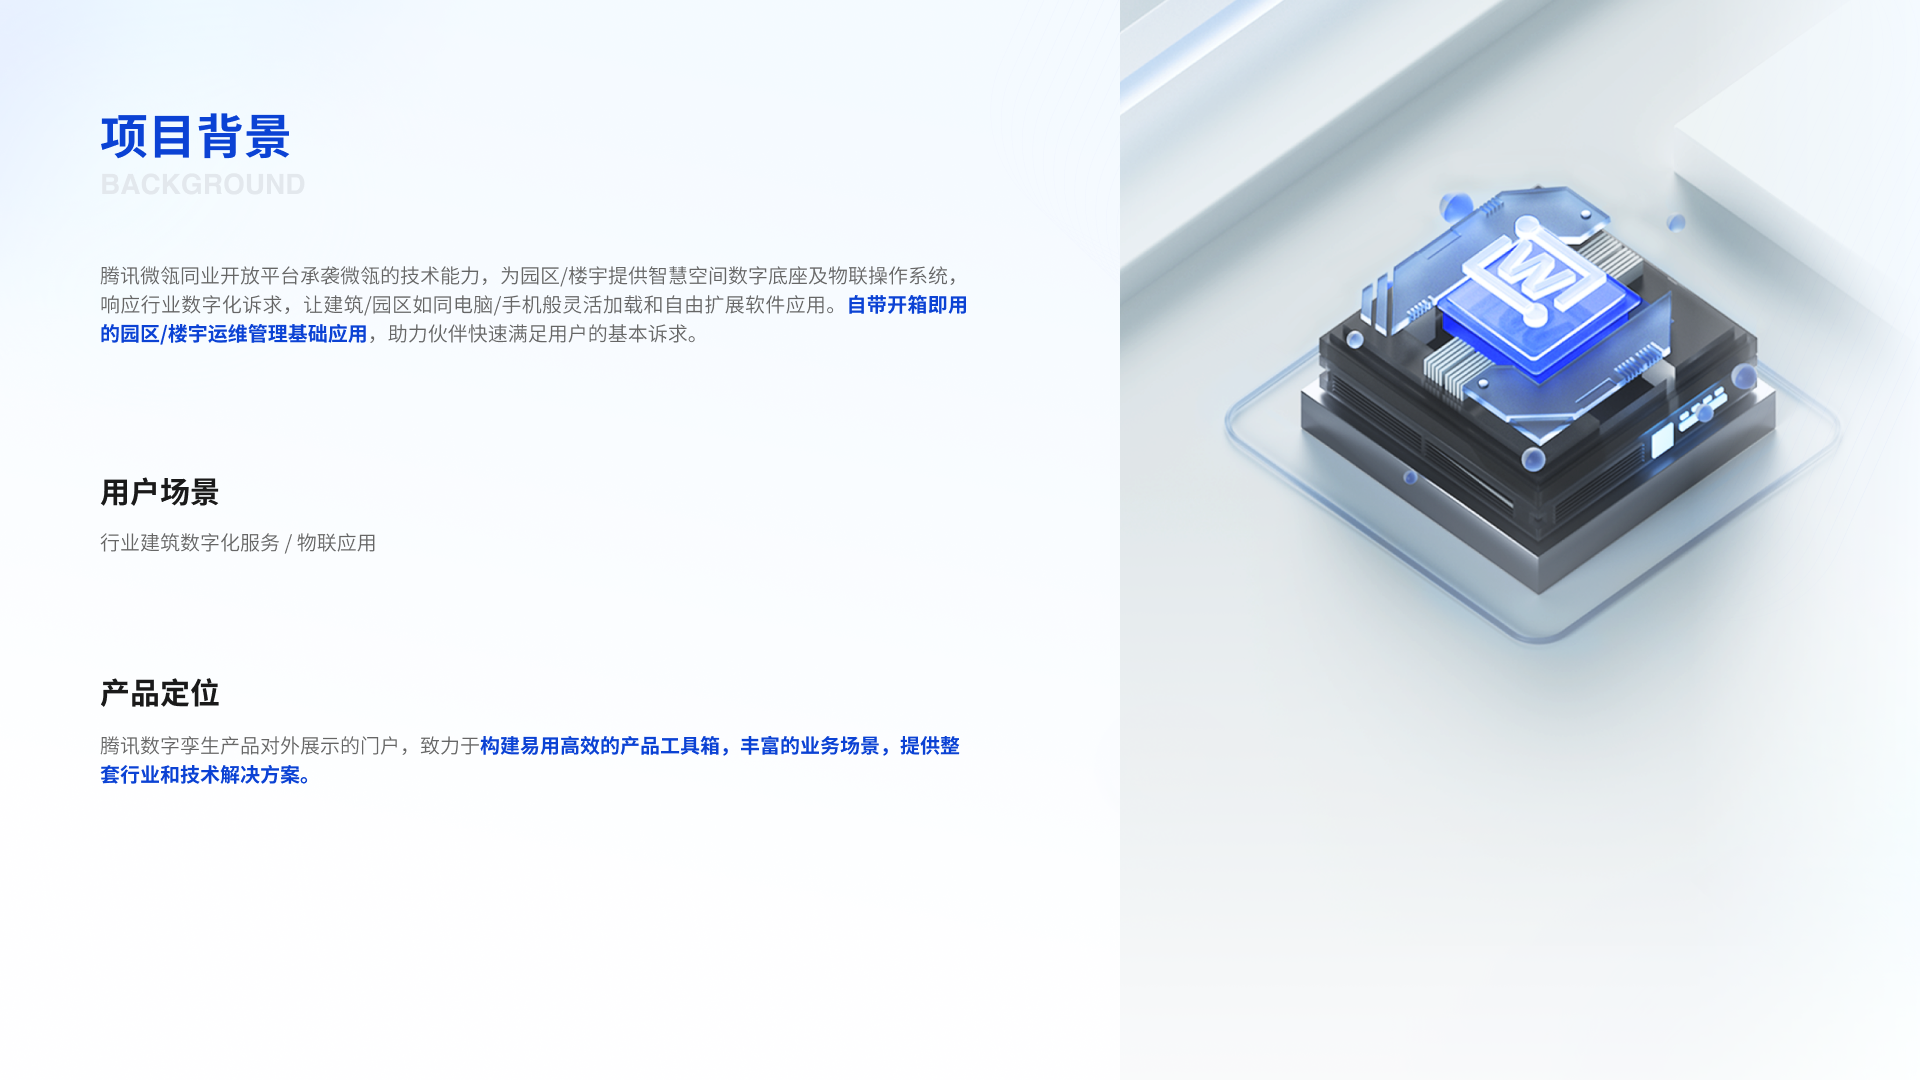 项目背景
BACKGROUND
腾讯微瓴同业开放平台承袭微瓴的技术能力，为园区/楼宇提供智慧空间数字底座及物联操作系统，
响应行业数字化诉求，让建筑/园区如同电脑/手机般灵活加载和自由扩展软件应用。自带开箱即用
的园区/楼宇运维管理基础应用，助力伙伴快速满足用户的基本诉求。
用户场景
行业建筑数字化服务 / 物联应用
产品定位
腾讯数字孪生产品对外展示的门户，致力于构建易用高效的产品工具箱，丰富的业务场景，提供整
套行业和技术解决方案。
W